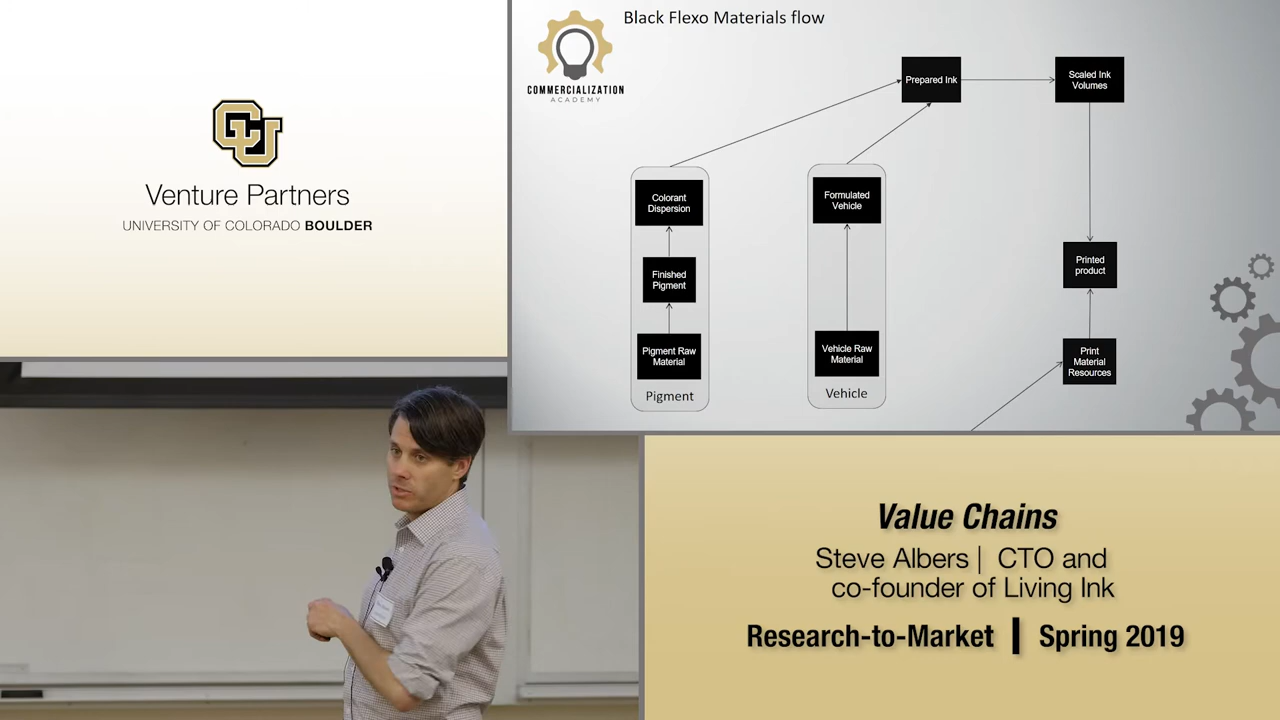 CU
Venture Partners
UNIVERSITY OF COLORADO BOULDER
COMMERCIALIZATION
ACADEMY
Black Flexo Materials flow
Prepared Ink
Scaled Ink
Volumes
Colorant
Dispersion
Finished
Pigment
Pigment Raw
Material
Pigment
Formulated
Vehicle
Vehicle Raw
Material
Vehicle
Printed
product
Print
Material
Resources
Value Chains
Steve Albers | CTO and
co-founder of Living Ink
Research-to-Market | Spring 2019